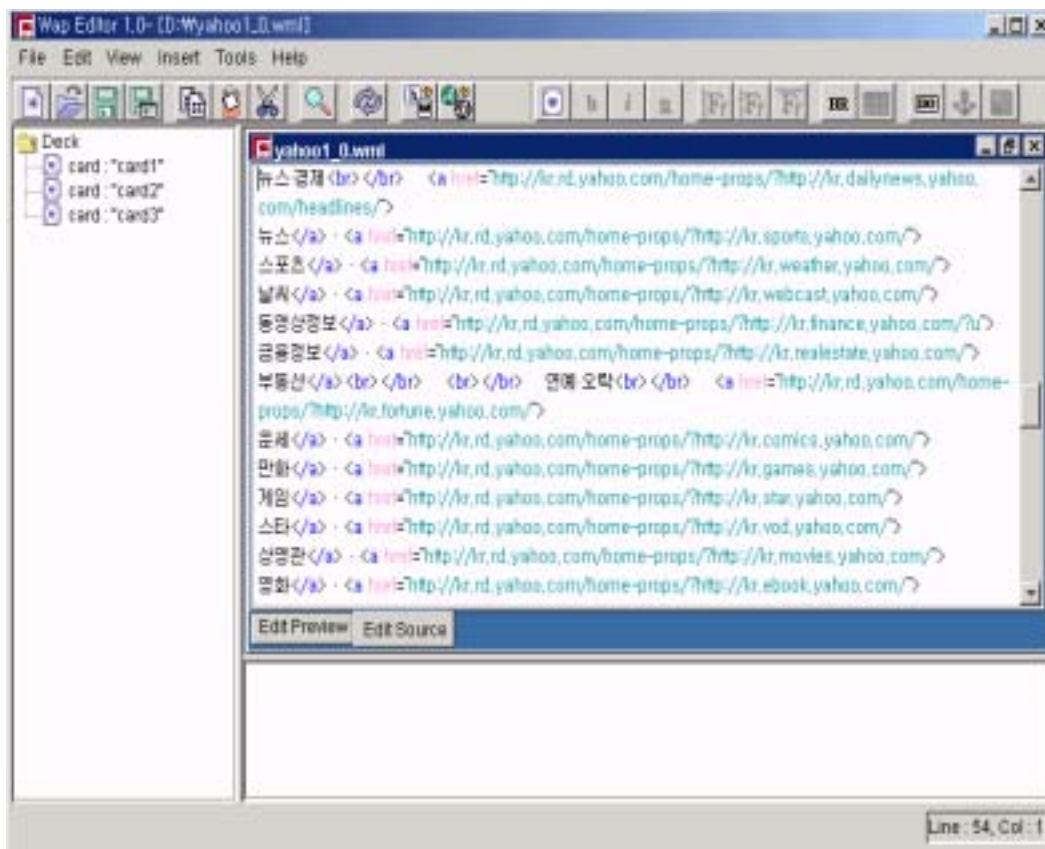 Wap Editor 1.0- [D:₩yahoo1_0.wml]
File Edit View Insert Tools Help
b i u Fr Fr Fr BR DO
Deck
card : "card1"
card : "card2"
card : "card3"
yahoo1_0.wml
뉴스·경제<br></br> <a href="http://kr.rd.yahoo.com/home-props/?http://kr.dailynews.yahoo.
com/headlines/">
뉴스</a> · <a href="http://kr.rd.yahoo.com/home-props/?http://kr.sports.yahoo.com/">
스포츠</a> · <a href="http://kr.rd.yahoo.com/home-props/?http://kr.weather.yahoo.com/">
날씨</a> · <a href="http://kr.rd.yahoo.com/home-props/?http://kr.webcast.yahoo.com/">
동영상정보</a> · <a href="http://kr.rd.yahoo.com/home-props/?http://kr.finance.yahoo.com/?u">
금융정보</a> · <a href="http://kr.rd.yahoo.com/home-props/?http://kr.realestate.yahoo.com/">
부동산</a><br></br> <br></br> 연예·오락<br></br> <a href="http://kr.rd.yahoo.com/home-
props/?http://kr.fortune.yahoo.com/">
운세</a> · <a href="http://kr.rd.yahoo.com/home-props/?http://kr.comics.yahoo.com/">
만화</a> · <a href="http://kr.rd.yahoo.com/home-props/?http://kr.games.yahoo.com/">
게임</a> · <a href="http://kr.rd.yahoo.com/home-props/?http://kr.star.yahoo.com/">
스타</a> · <a href="http://kr.rd.yahoo.com/home-props/?http://kr.vod.yahoo.com/">
상영관</a> · <a href="http://kr.rd.yahoo.com/home-props/?http://kr.movies.yahoo.com/">
영화</a> · <a href="http://kr.rd.yahoo.com/home-props/?http://kr.ebook.yahoo.com/">
Edit Preview Edit Source
Line : 54, Col : 1